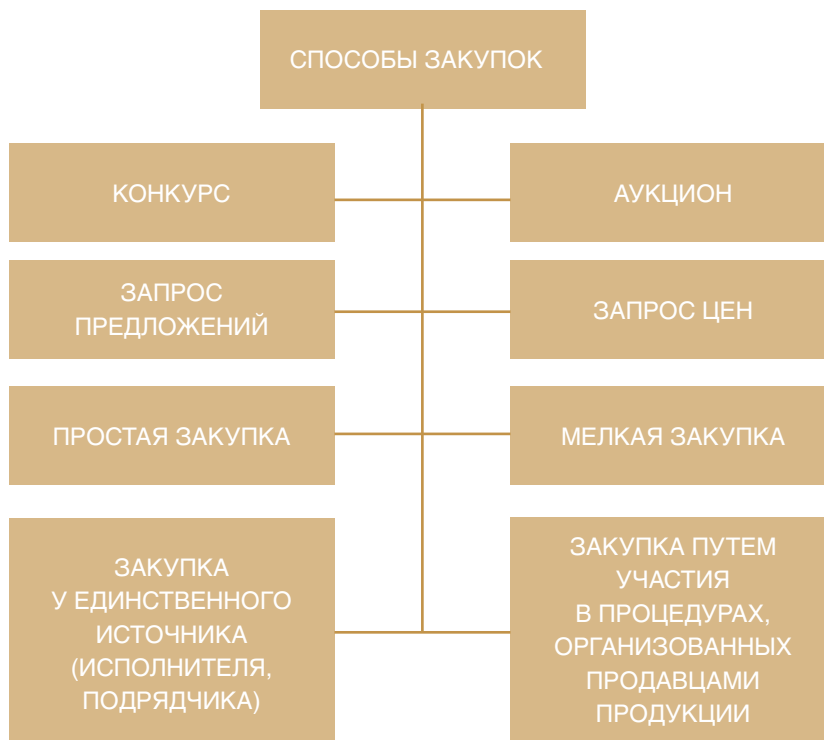 СПОСОБЫ ЗАКУПОК
КОНКУРС
АУКЦИОН
ЗАПРОС
ПРЕДЛОЖЕНИЙ
ЗАПРОС ЦЕН
ПРОСТАЯ ЗАКУПКА
МЕЛКАЯ ЗАКУПКА
ЗАКУПКА
У ЕДИНСТВЕННОГО
ИСТОЧНИКА
(ИСПОЛНИТЕЛЯ,
ПОДРЯДЧИКА)
ЗАКУПКА ПУТЕМ
УЧАСТИЯ
В ПРОЦЕДУРАХ,
ОРГАНИЗОВАННЫХ
ПРОДАВЦАМИ
ПРОДУКЦИИ